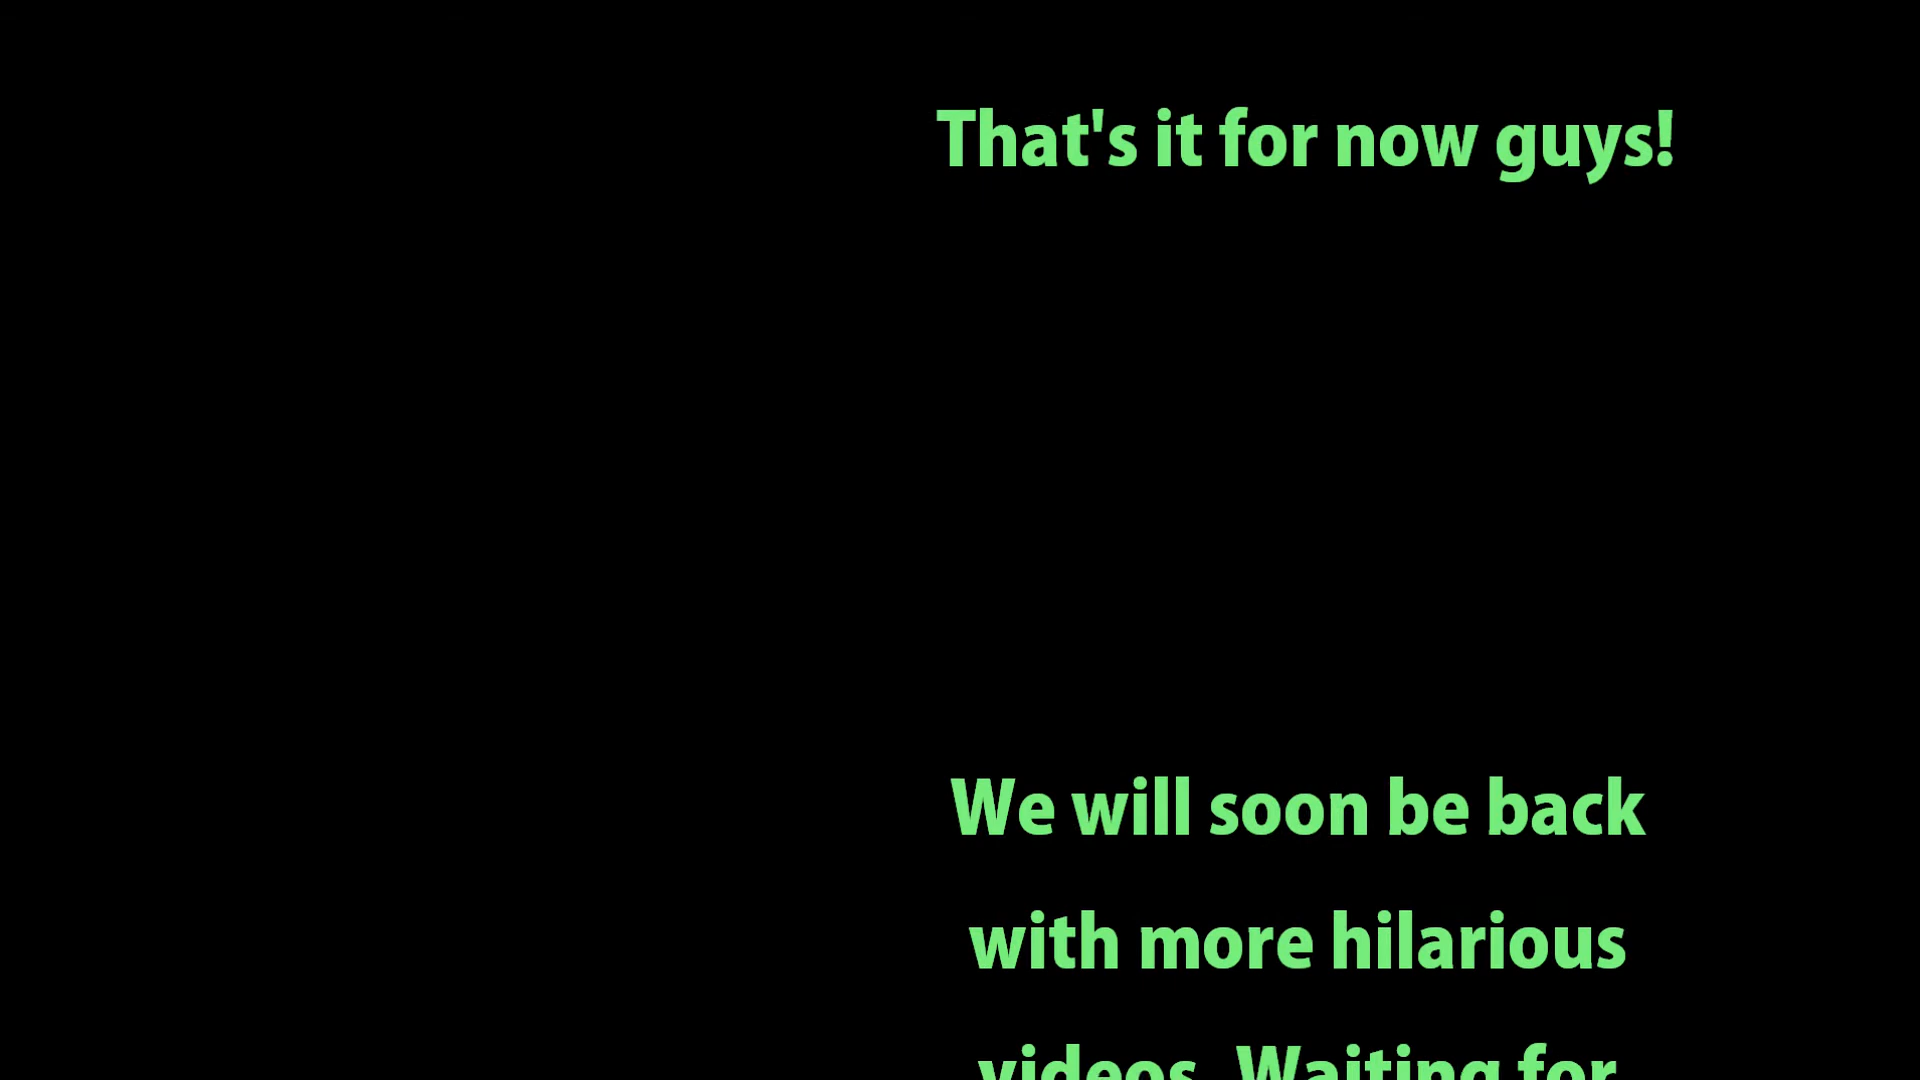 That's it for now guys!
We will soon be back
with more hilarious
videos. Waiting for